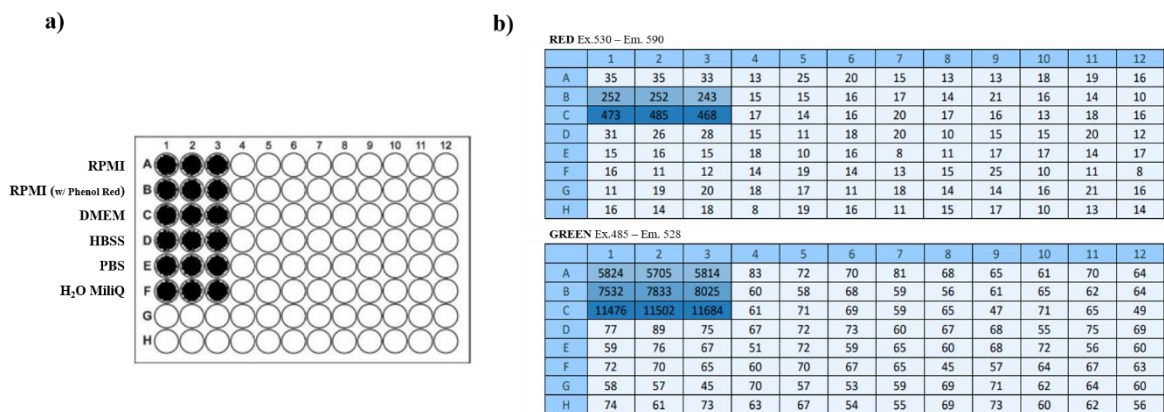 a)
1 2 3 4 5 6 7 8 9 10 11 12
RPMI A
RPMI (w/ Phenol Red) B
DMEM C
HBSS D
PBS E
H₂O MiliQ F
G
H
b)
RED Ex.530 – Em. 590
1 2 3 4 5 6 7 8 9 10 11 12
A 35 35 33 13 25 20 15 13 13 18 19 16
B 252 252 243 15 15 16 17 14 21 16 14 10
C 473 485 468 17 14 16 20 17 16 13 18 16
D 31 26 28 15 11 18 20 10 15 15 20 12
E 15 16 15 18 10 16 8 11 17 17 14 17
F 16 11 12 14 19 14 13 15 25 10 11 8
G 11 19 20 18 17 11 18 14 14 16 21 16
H 16 14 18 8 19 16 11 15 17 10 13 14
GREEN Ex.485 – Em. 528
1 2 3 4 5 6 7 8 9 10 11 12
A 5824 5705 5814 83 72 70 81 68 65 61 70 64
B 7532 7833 8025 60 58 68 59 56 61 65 62 64
C 11476 11502 11684 61 71 69 59 65 47 71 65 49
D 77 89 75 67 72 73 60 67 68 55 75 69
E 59 76 67 51 72 59 65 60 68 72 56 60
F 72 70 65 60 70 67 65 45 57 64 67 63
G 58 57 45 70 57 53 59 69 71 62 64 60
H 74 61 73 63 67 54 55 69 73 60 62 56